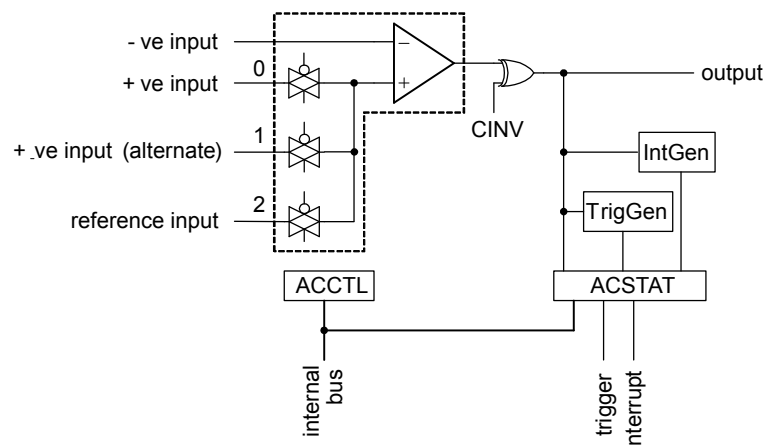 - ve input
+ ve input
0
+ ve input (alternate)
1
reference input
2
−
+
CINV
output
IntGen
TrigGen
ACCTL
ACSTAT
internal
bus
trigger
nterrupt